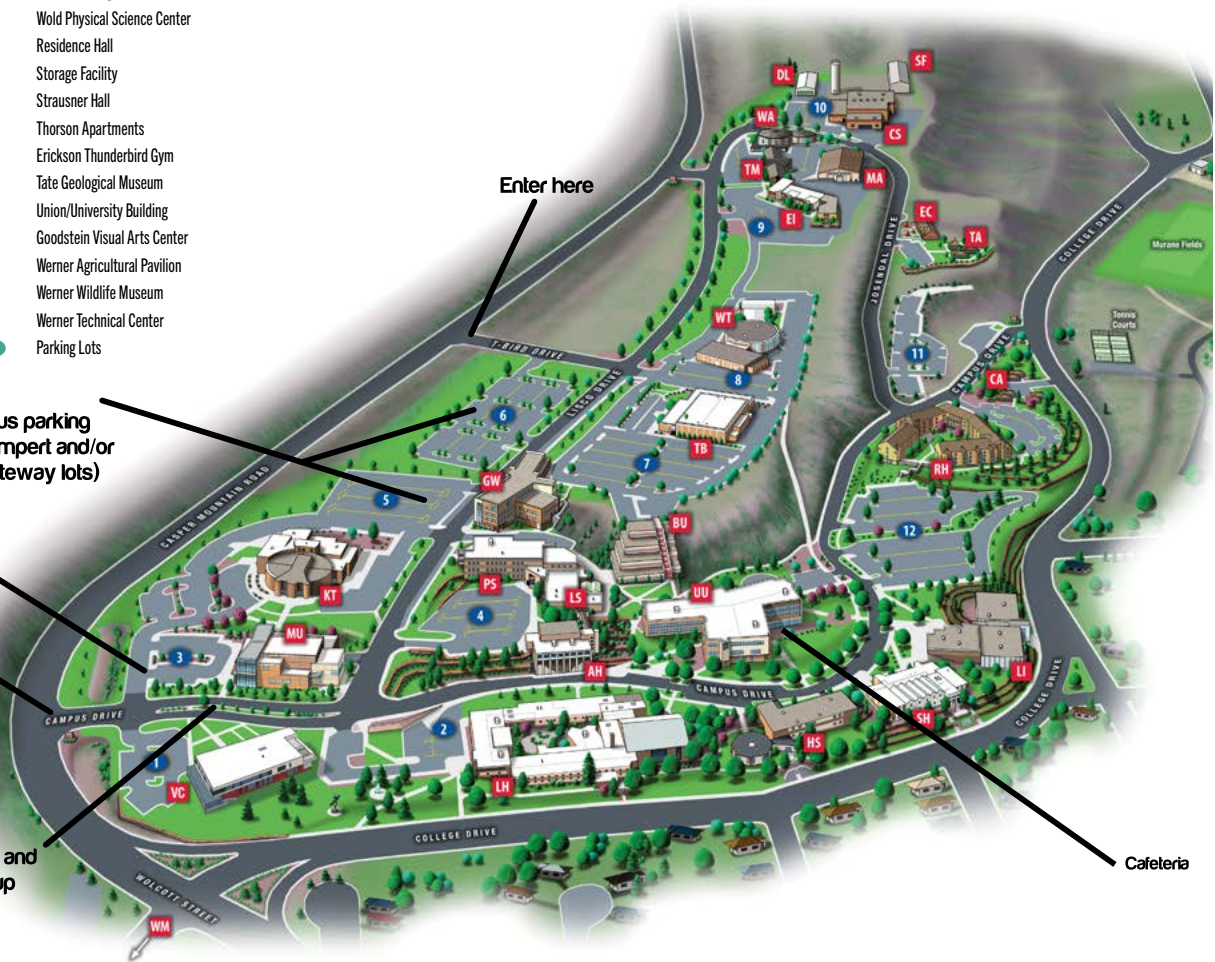 Wold Physical Science Center
Residence Hall
Storage Facility
Strausner Hall
Thorson Apartments
Erickson Thunderbird Gym
Tate Geological Museum
Union/University Building
Goodstein Visual Arts Center
Werner Agricultural Pavilion
Werner Wildlife Museum
Werner Technical Center
Parking Lots
SF
DL
10
WA
CS
TM
MA
Enter here
EI
EC
9
TA
COLLEGE DRIVE
Murane Fields
JOSENDAL DRIVE
WT
Tennis
Courts
T-BIRD DRIVE
11
CAMPUS DRIVE
8
CA
LISCO DRIVE
6
us parking
mpert and/or
teway lots)
TB
7
RH
GW
5
CASPER MOUNTAIN ROAD
BU
12
PS
KT
LS
UU
4
MU
3
AH
LI
CAMPUS DRIVE
CAMPUS DRIVE
SH
COLLEGE DRIVE
2
HS
1
VC
LH
COLLEGE DRIVE
and
up
Cafeteria
WOLCOTT STREET
WM